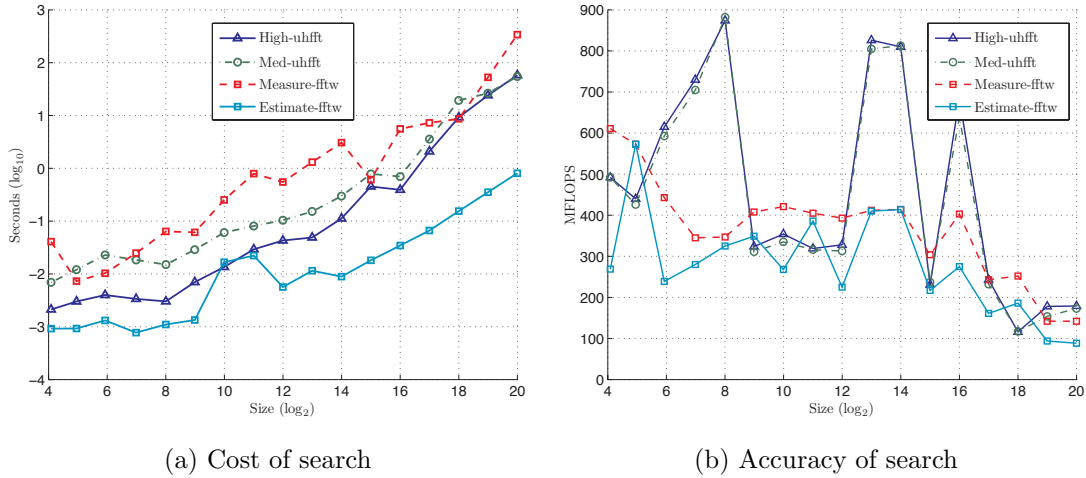 3
2
1
0
−1
−2
−3
−4
Seconds (log10)
4 6 8 10 12 14 16 18 20
Size (log2)
High-uhfft
Med-uhfft
Measure-fftw
Estimate-fftw
(a) Cost of search
900
800
700
600
500
400
300
200
100
0
MFLOPS
4 6 8 10 12 14 16 18 20
Size (log2)
High-uhfft
Med-uhfft
Measure-fftw
Estimate-fftw
(b) Accuracy of search